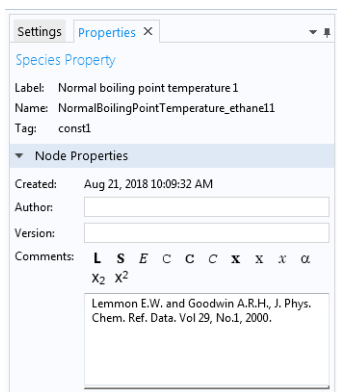 Settings Properties ×
Species Property
Label: Normal boiling point temperature 1
Name: NormalBoilingPointTemperature_ethane11
Tag: const1
Node Properties
Created: Aug 21, 2018 10:09:32 AM
Author:
Version:
Comments: L S E C C C x x x α
x₂ x²
Lemmon E.W. and Goodwin A.R.H., J. Phys.
Chem. Ref. Data. Vol 29, No.1, 2000.